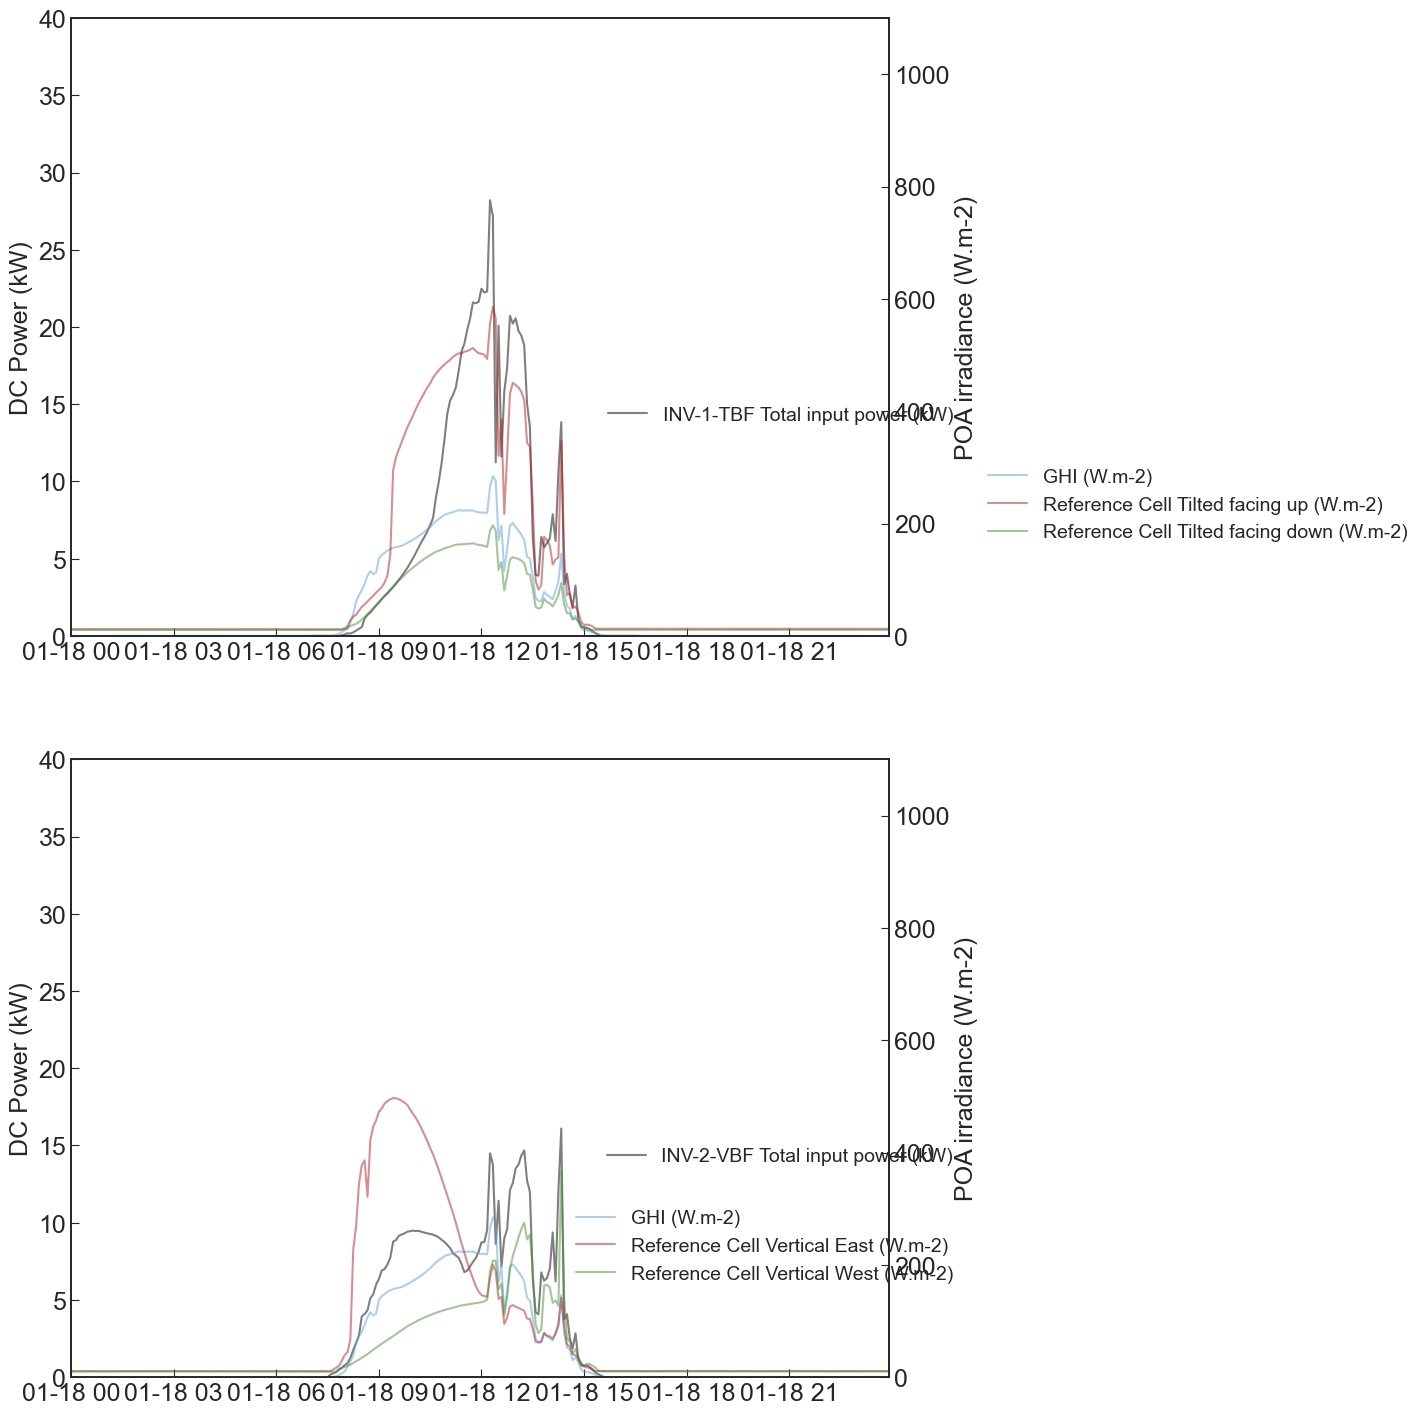 40
35
30
25
20
15
10
5
0
DC Power (kW)
1000
800
600
400
200
0
POA irradiance (W.m-2)
INV-1-TBF Total input power (kW)
GHI (W.m-2)
Reference Cell Tilted facing up (W.m-2)
Reference Cell Tilted facing down (W.m-2)
01-18 00 01-18 03 01-18 06 01-18 09 01-18 12 01-18 15 01-18 18 01-18 21
40
35
30
25
20
15
10
5
0
DC Power (kW)
1000
800
600
400
200
0
POA irradiance (W.m-2)
INV-2-VBF Total input power (kW)
GHI (W.m-2)
Reference Cell Vertical East (W.m-2)
Reference Cell Vertical West (W.m-2)
01-18 00 01-18 03 01-18 06 01-18 09 01-18 12 01-18 15 01-18 18 01-18 21